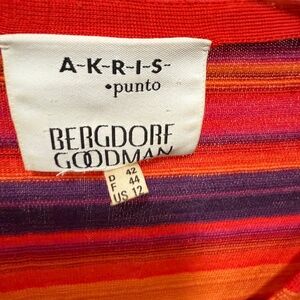 A-K-R-I-S-
•punto
BERGDORF
GOODMAN
D 42
F 44
US 12